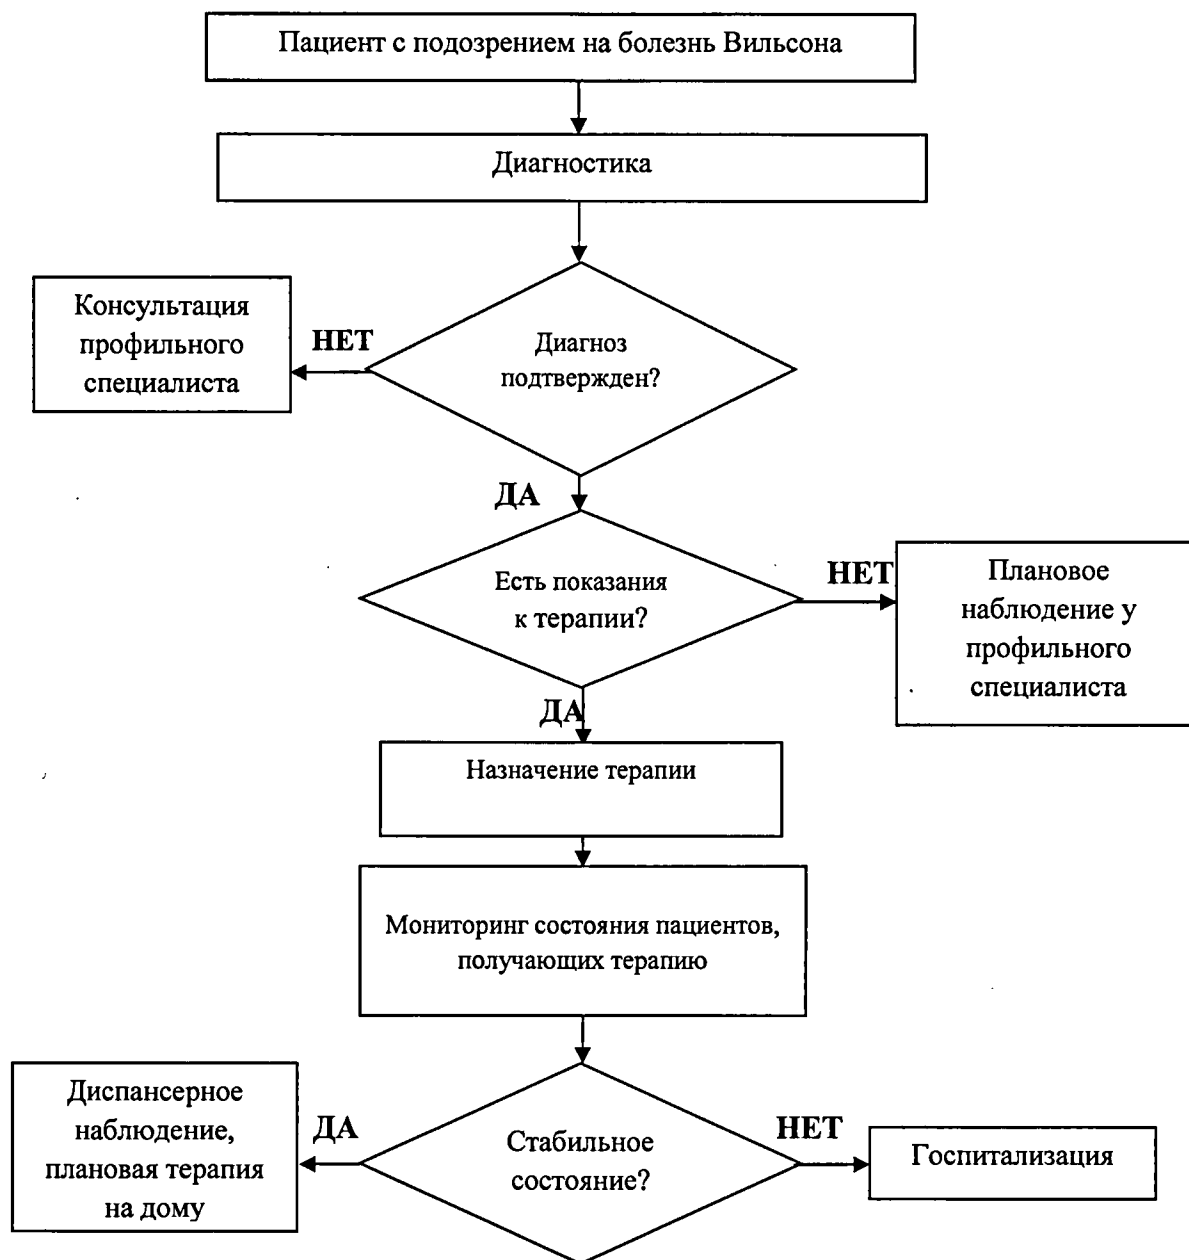 Пациент с подозрением на болезнь Вильсона
Диагностика
Консультация
профильного
специалиста
НЕТ
Диагноз
подтвержден?
ДА
Есть показания
к терапии?
НЕТ
Плановое
наблюдение у
профильного
специалиста
ДА
Назначение терапии
Мониторинг состояния пациентов,
получающих терапию
Диспансерное
наблюдение,
плановая терапия
на дому
ДА
Стабильное
состояние?
НЕТ
Госпитализация